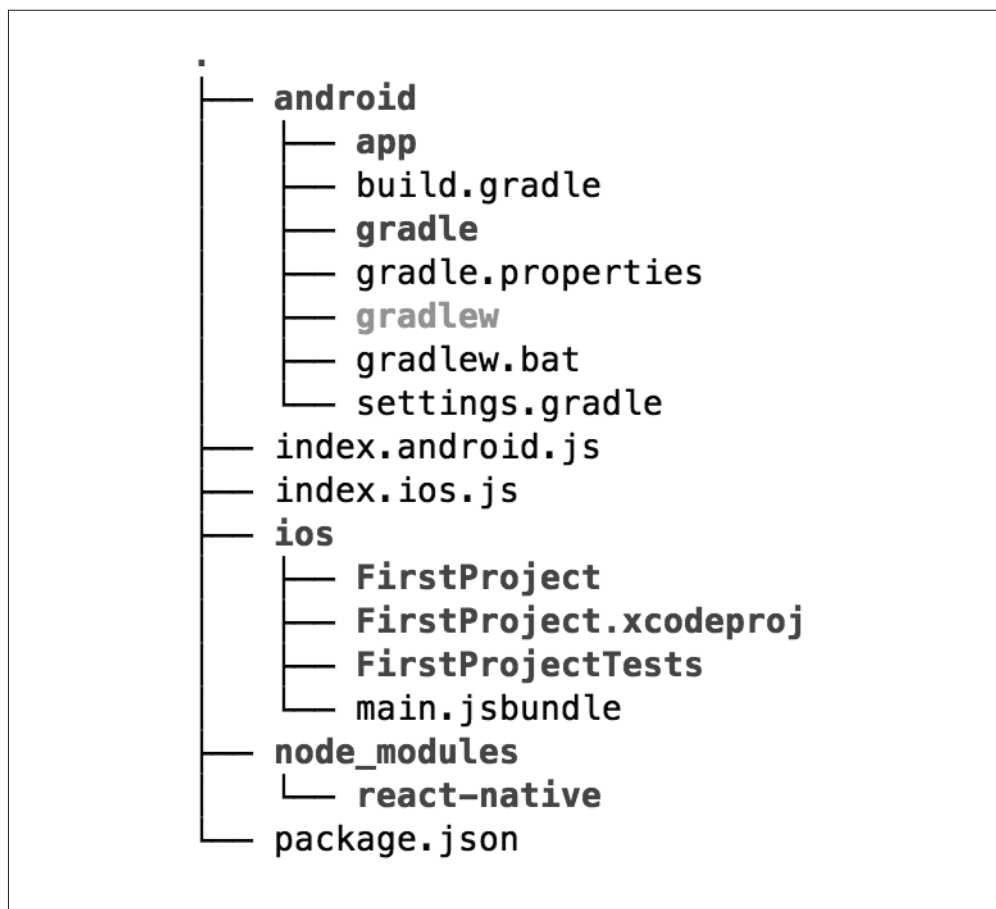 .
├── android
│   ├── app
│   ├── build.gradle
│   ├── gradle
│   ├── gradle.properties
│   ├── gradlew
│   ├── gradlew.bat
│   └── settings.gradle
├── index.android.js
├── index.ios.js
├── ios
│   ├── FirstProject
│   ├── FirstProject.xcodeproj
│   ├── FirstProjectTests
│   └── main.jsbundle
├── node_modules
│   └── react-native
└── package.json